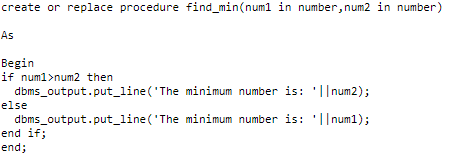 create or replace procedure find_min(num1 in number,num2 in number)
As
Begin
if num1>num2 then
  dbms_output.put_line('The minimum number is: '||num2);
else
  dbms_output.put_line('The minimum number is: '||num1);
end if;
end;